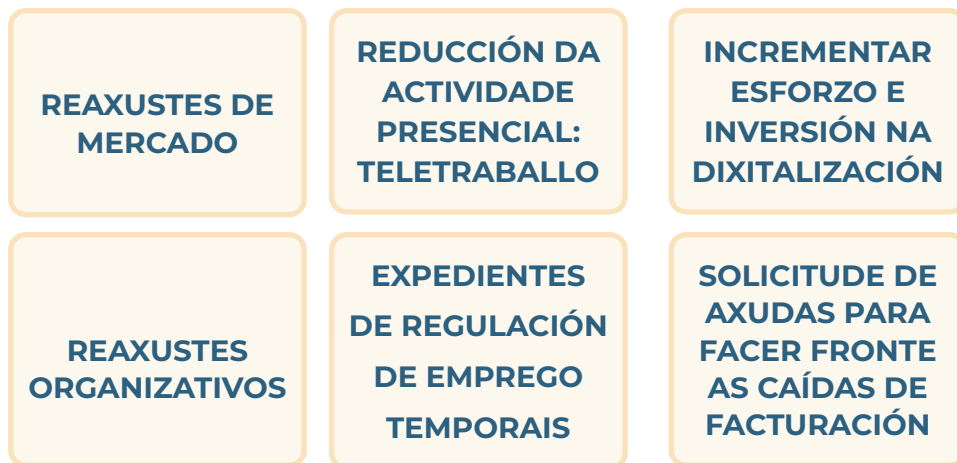 REAXUSTES DE
MERCADO
REDUCCIÓN DA
ACTIVIDADE
PRESENCIAL:
TELETRABALLO
INCREMENTAR
ESFORZO E
INVERSIÓN NA
DIXITALIZACIÓN
REAXUSTES
ORGANIZATIVOS
EXPEDIENTES
DE REGULACIÓN
DE EMPREGO
TEMPORAIS
SOLICITUDE DE
AXUDAS PARA
FACER FRONTE
AS CAÍDAS DE
FACTURACIÓN